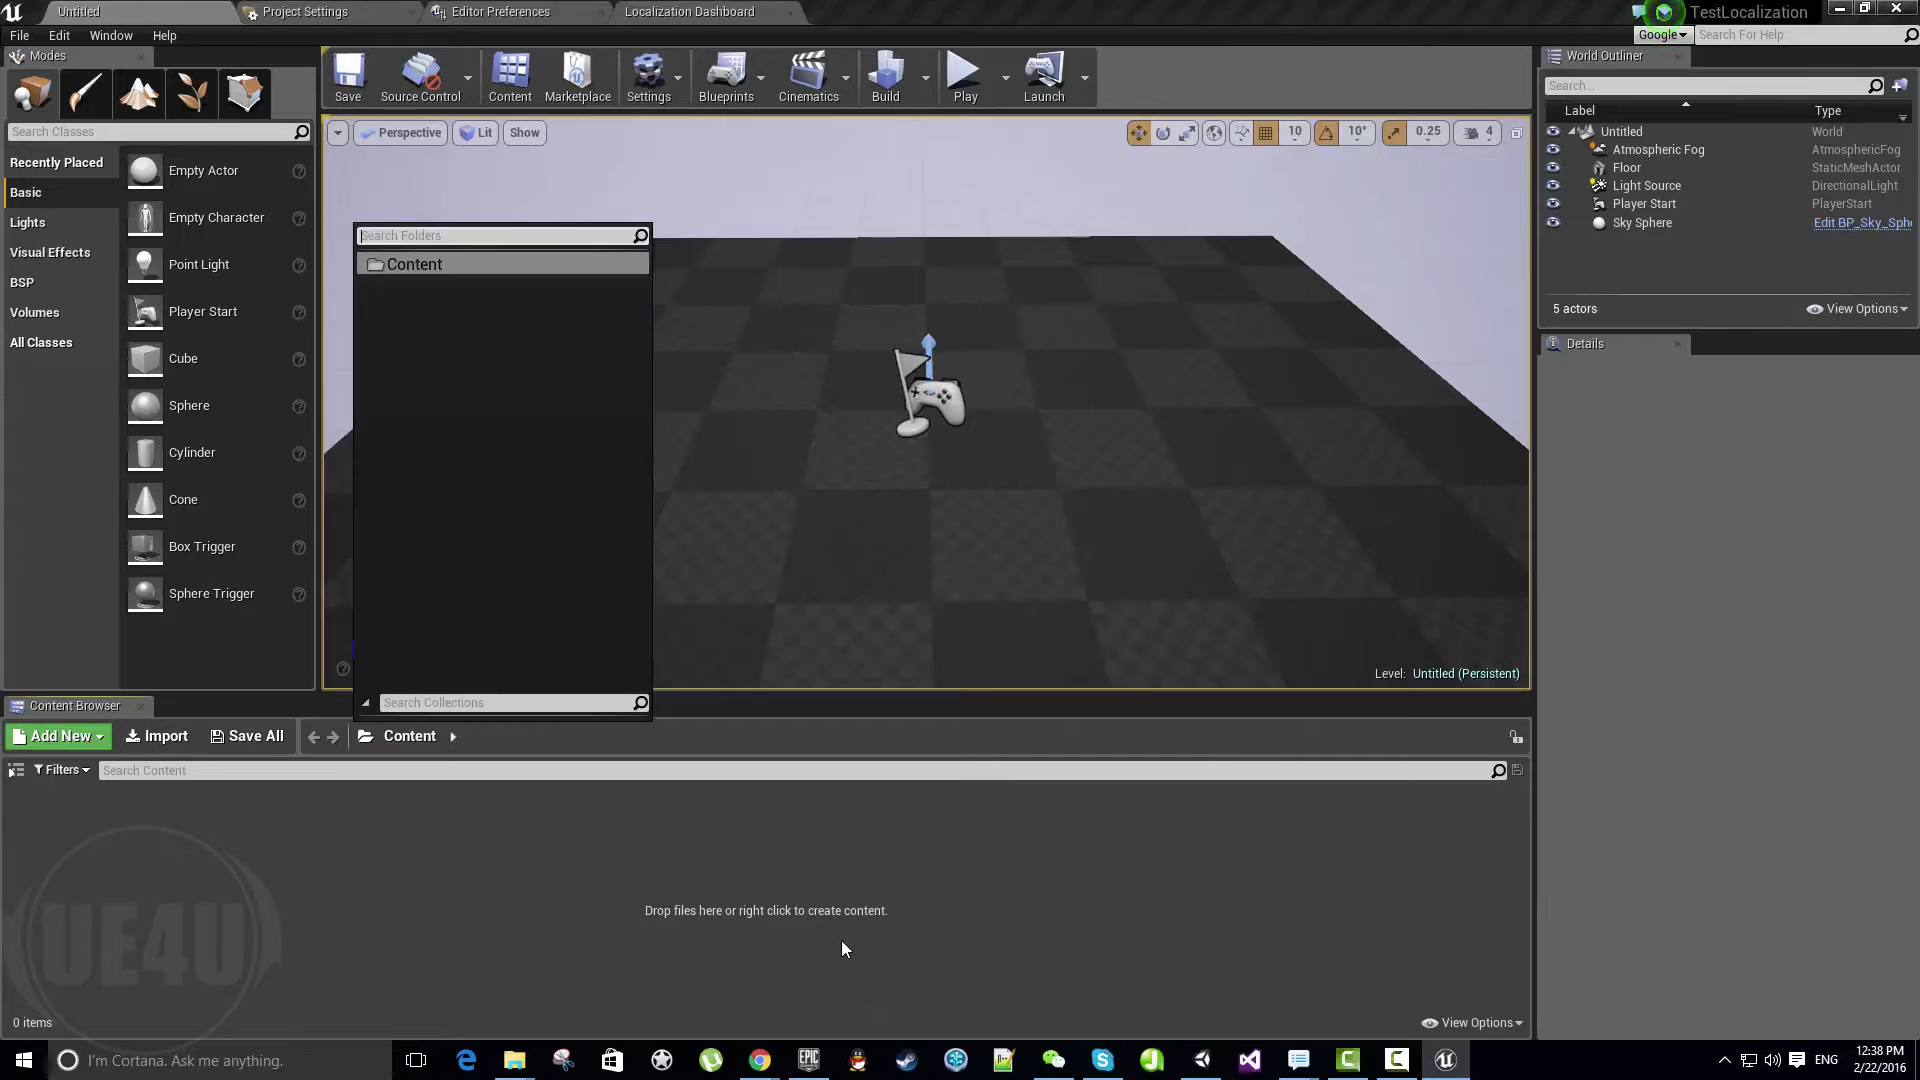 Untitled
Project Settings
Editor Preferences
Localization Dashboard
TestLocalization
File Edit Window Help
Google
Search For Help
Modes
Search Classes
Recently Placed
Basic
Lights
Visual Effects
BSP
Volumes
All Classes
Empty Actor
Empty Character
Point Light
Player Start
Cube
Sphere
Cylinder
Cone
Box Trigger
Sphere Trigger
Save
Source Control
Content
Marketplace
Settings
Blueprints
Cinematics
Build
Play
Launch
Perspective
Lit
Show
10
10°
0.25
4
Search Folders
Content
Search Collections
Level: Untitled (Persistent)
World Outliner
Search...
Label Type
Untitled World
Atmospheric Fog AtmosphericFog
Floor StaticMeshActor
Light Source DirectionalLight
Player Start PlayerStart
Sky Sphere Edit BP_Sky_Sph
5 actors
View Options
Details
Content Browser
Add New
Import
Save All
Content
Filters
Search Content
Drop files here or right click to create content.
UE4U
0 items
View Options
I'm Cortana. Ask me anything.
EPIC
ENG
12:38 PM
2/22/2016